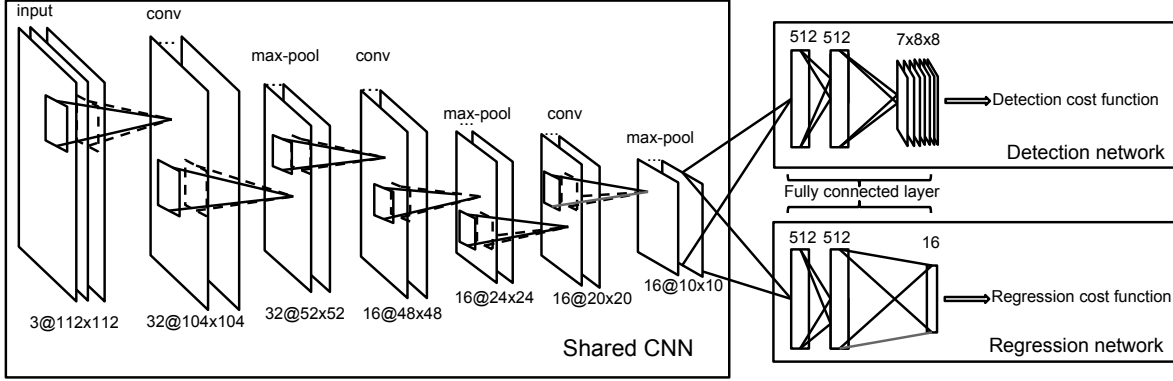 input
conv
max-pool
conv
max-pool
conv
max-pool
3@112x112
32@104x104
32@52x52
16@48x48
16@24x24
16@20x20
16@10x10
Shared CNN
512 512 7x8x8
Detection cost function
Detection network
Fully connected layer
512 512 16
Regression cost function
Regression network